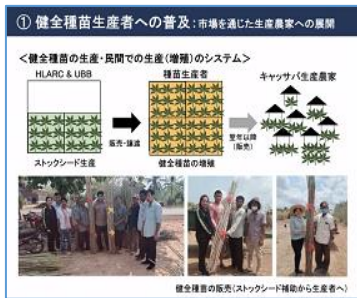 ① 健全種苗生産者への普及：市場を通じた生産農家への展開
＜健全種苗の生産・民間での生産(増殖)のシステム＞
HLARC & UBB
種苗生産者
キャッサバ生産農家
販売・譲渡
翌年以降
(販売)
ストックシード生産
健全種苗の増殖
健全種苗の販売(ストックシード補助から生産者へ)